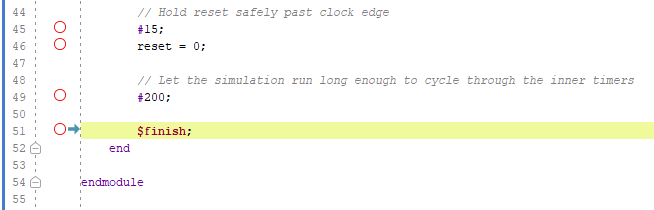 44 // Hold reset safely past clock edge
45 #15;
46 reset = 0;
47
48 // Let the simulation run long enough to cycle through the inner timers
49 #200;
50
51 $finish;
52 end
53
54 endmodule
55